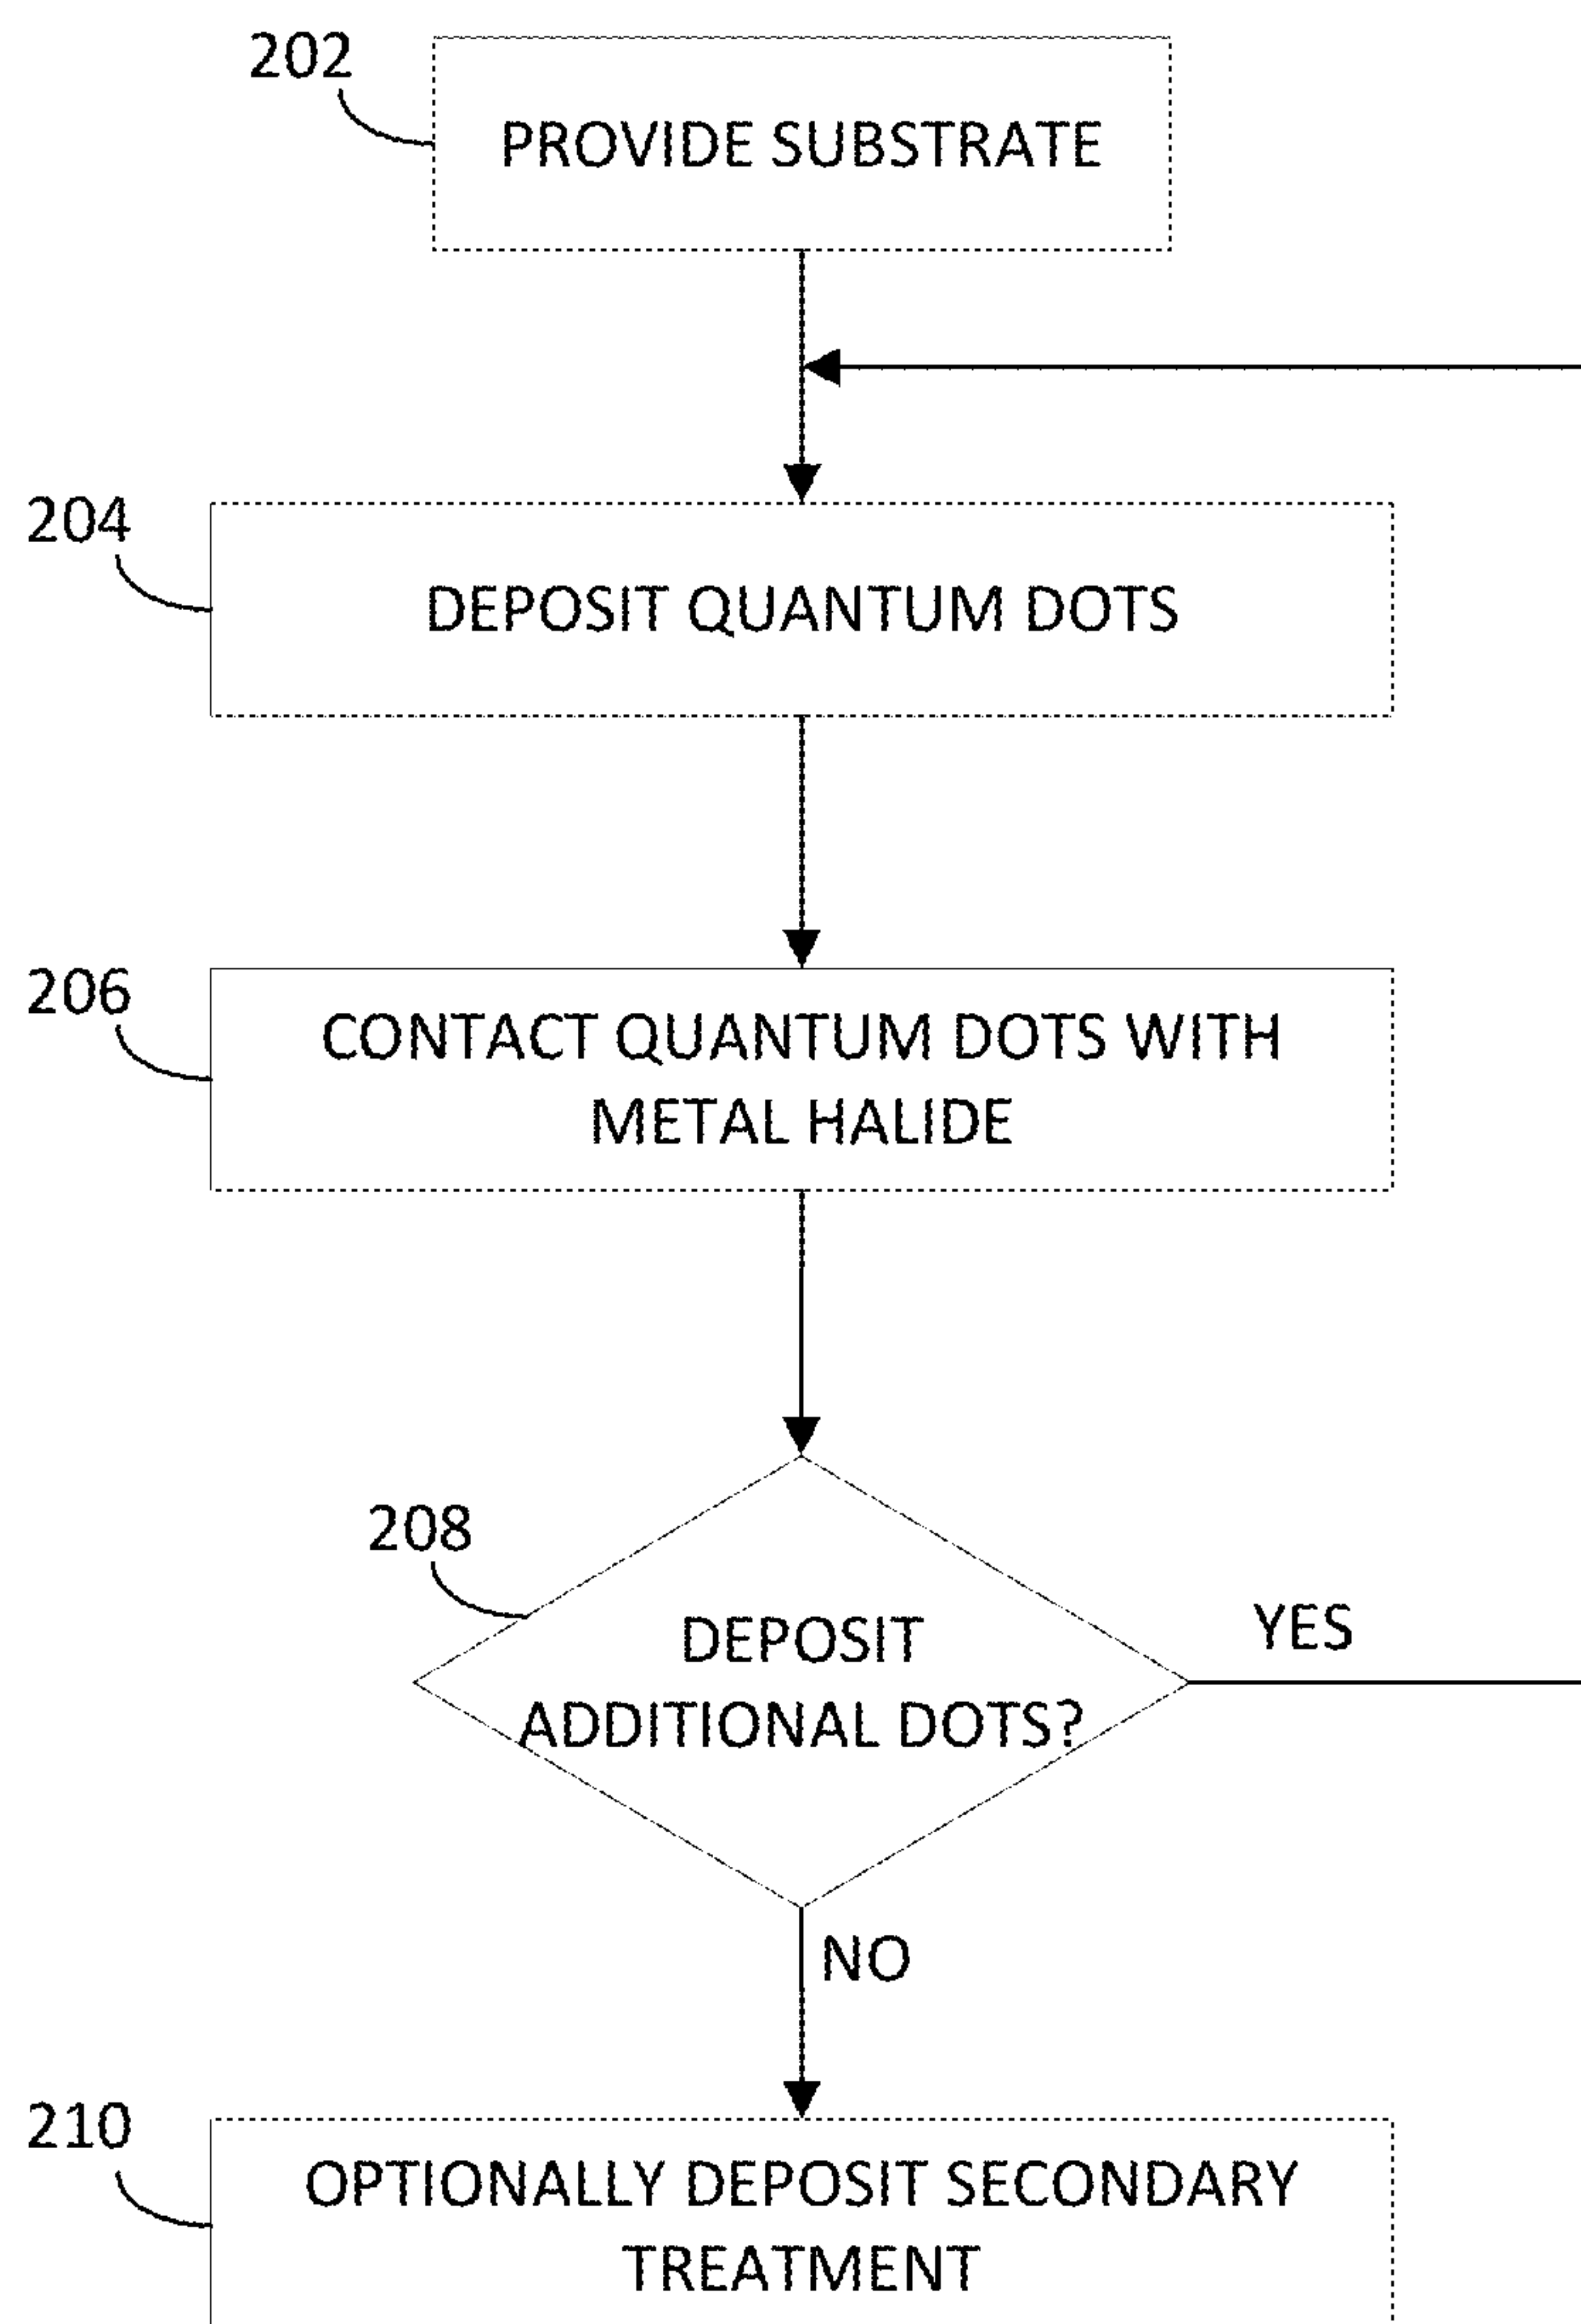 202
PROVIDE SUBSTRATE
204
DEPOSIT QUANTUM DOTS
206
CONTACT QUANTUM DOTS WITH
METAL HALIDE
208
DEPOSIT
ADDITIONAL DOTS?
YES
NO
210
OPTIONALLY DEPOSIT SECONDARY
TREATMENT